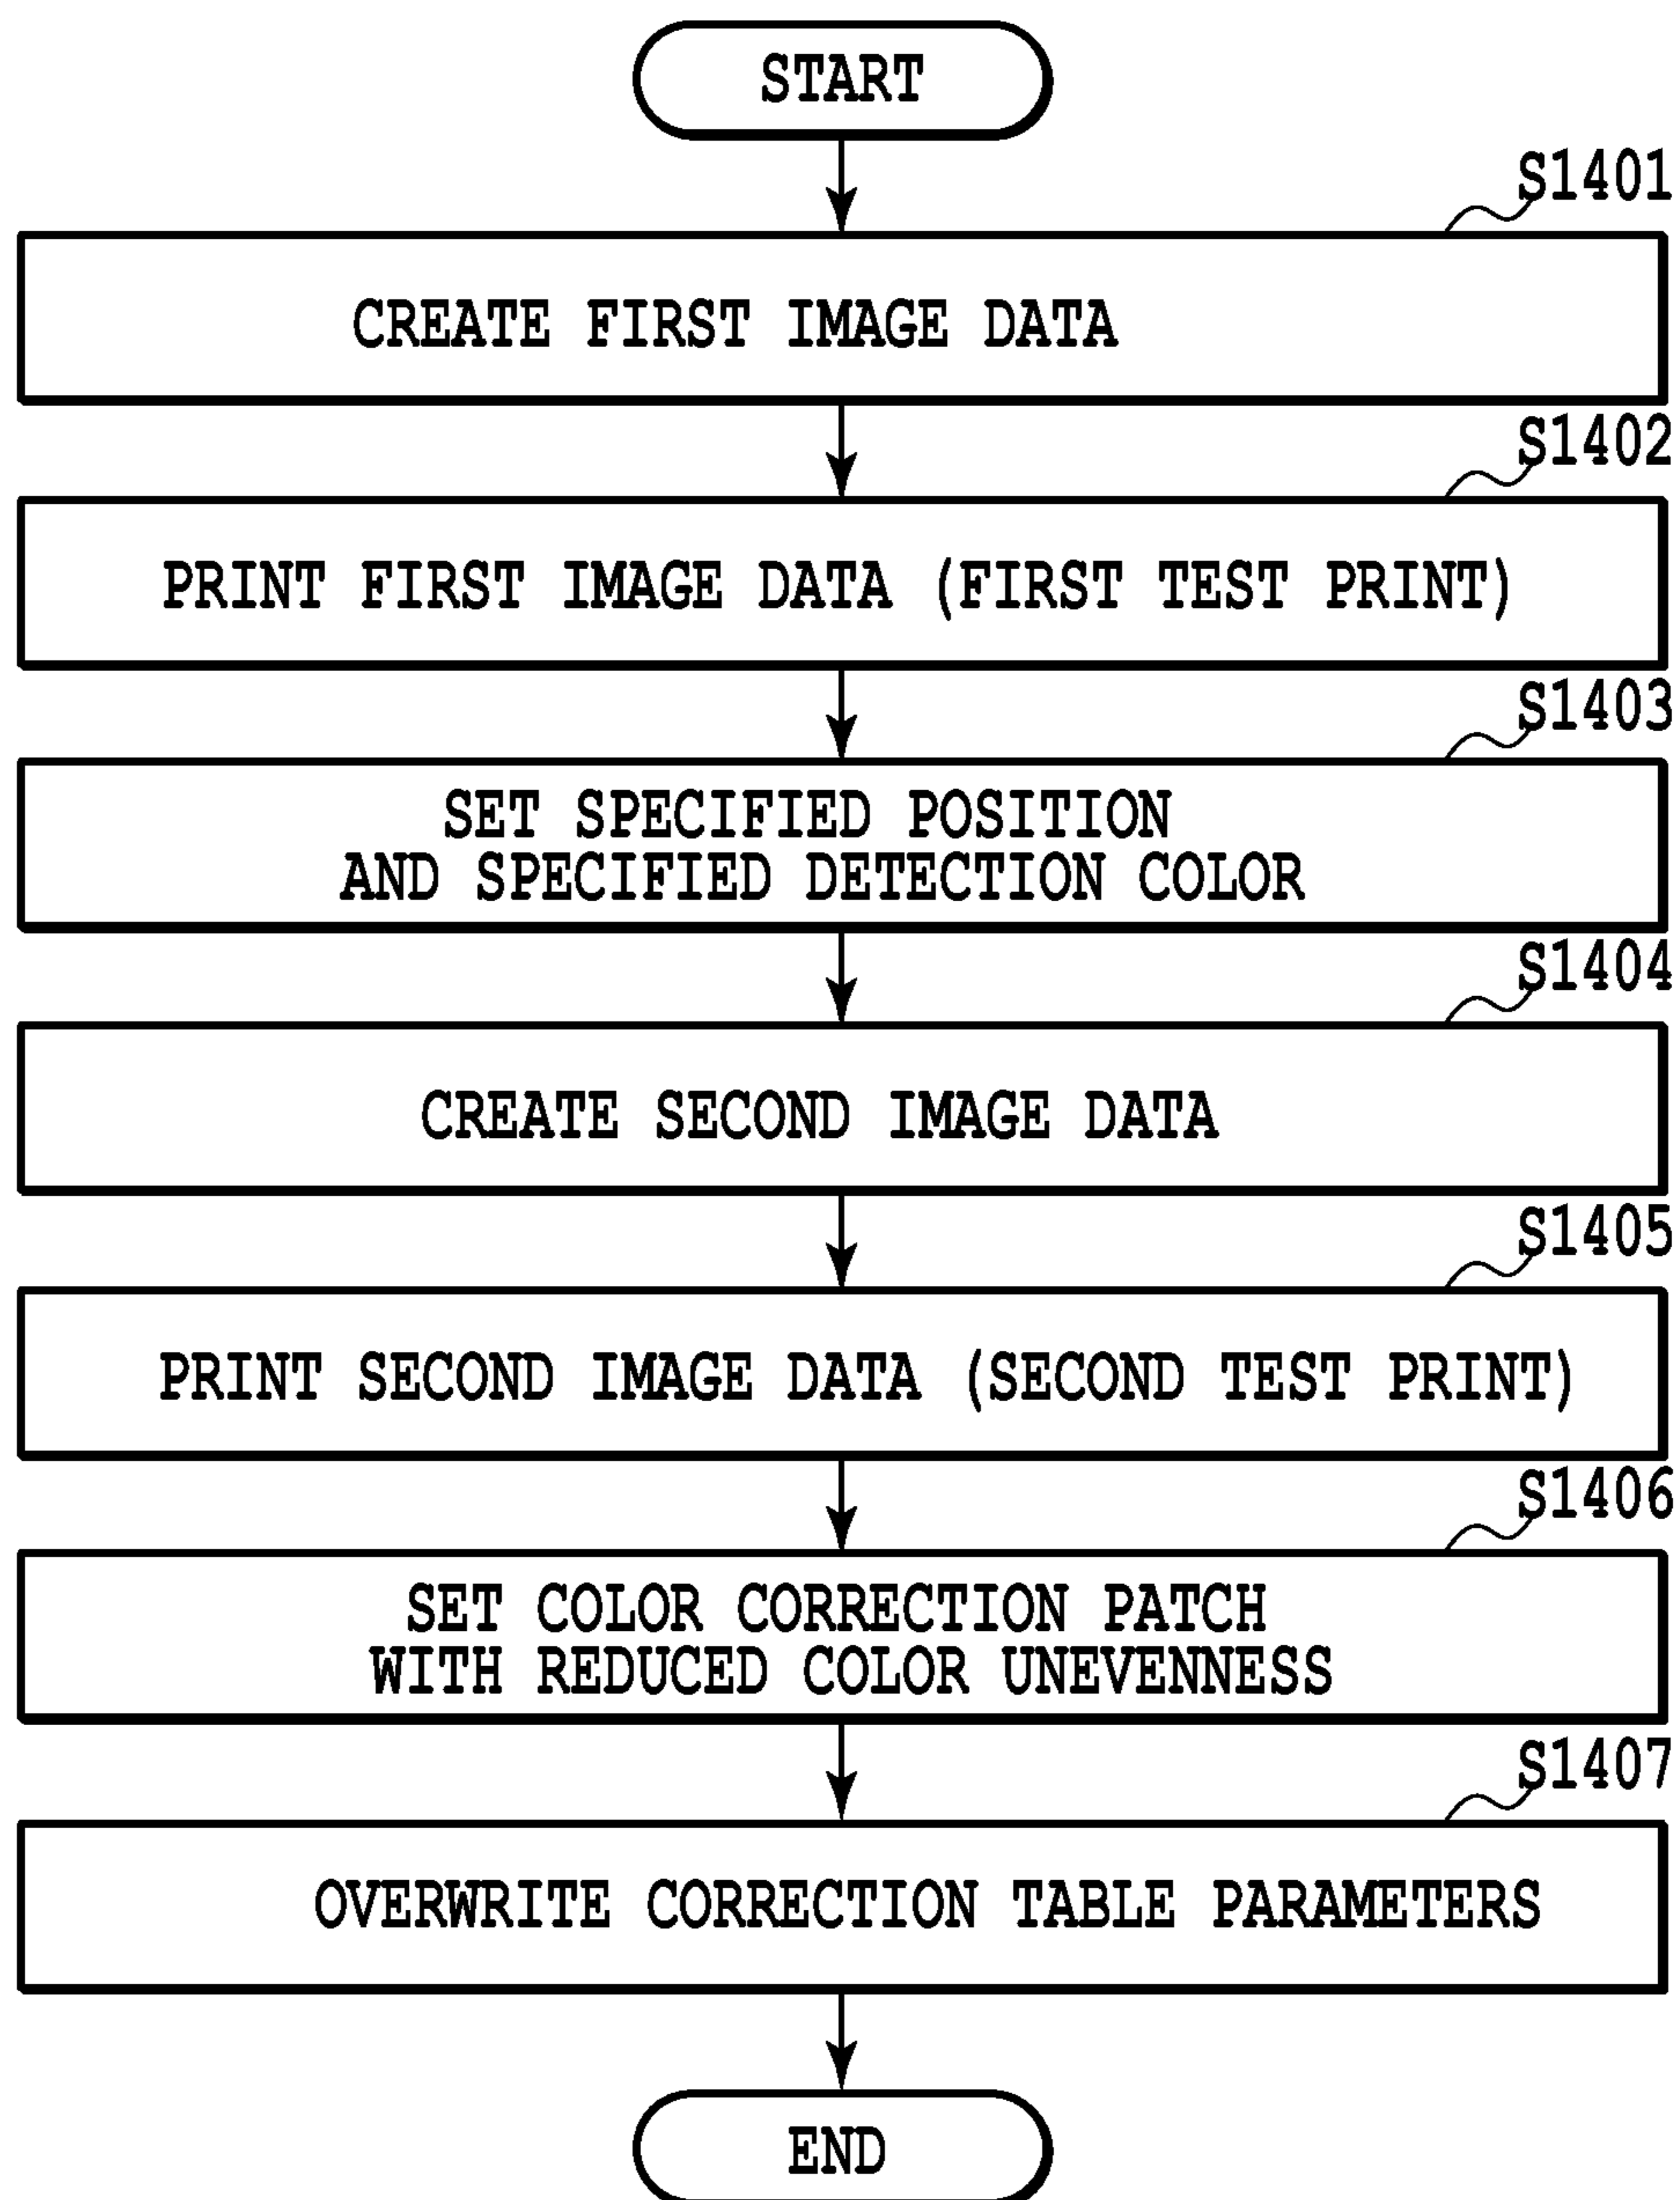 START
S1401
CREATE FIRST IMAGE DATA
S1402
PRINT FIRST IMAGE DATA (FIRST TEST PRINT)
S1403
SET SPECIFIED POSITION
AND SPECIFIED DETECTION COLOR
S1404
CREATE SECOND IMAGE DATA
S1405
PRINT SECOND IMAGE DATA (SECOND TEST PRINT)
S1406
SET COLOR CORRECTION PATCH
WITH REDUCED COLOR UNEVENNESS
S1407
OVERWRITE CORRECTION TABLE PARAMETERS
END